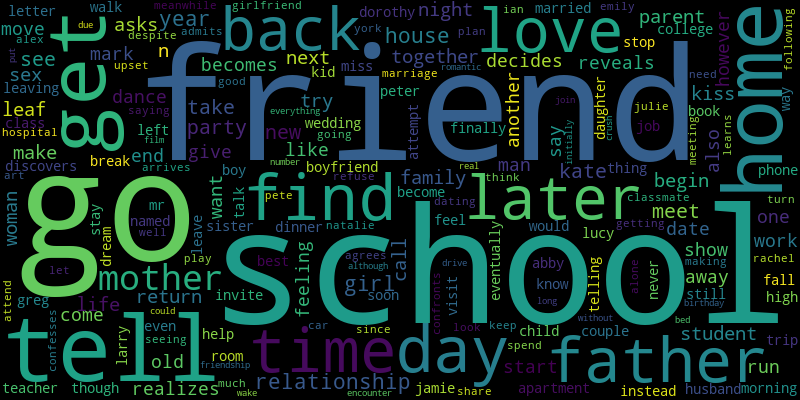 letter walk due girlfriend dorothy night ian married emily
move alex despite admits asks year back house york plan love parent college
see mark upset becomes n next kid miss together marriage peter romantic decides reveals stop however following
sex leaving get friend home
leaf dance saying take try good wedding going like finally attempt another say daughter crush julie kiss need book
class hospital put film left party new everything join initially job meeting also learns way
make break end give boyfriend man kate thing
discovers arrives boy number family real think refuse begin phone
art go want find pete become later classmate turn
woman mr named well stay dream leave talk sister dinner natalie feel dating would getting lucy meet date one
play best feeling agrees although call girl drive abby know telling never still making show work rachel
let mother school invite soon visit confronts eventually long alone away birthday fall
attend greg confesses life return could car since look keep child without couple bed student high trip
come tell even seeing larry help time day father
old room friendship spend start run
teacher though realizes much wake relationship encounter jamie share apartment instead husband morning
meanwhile